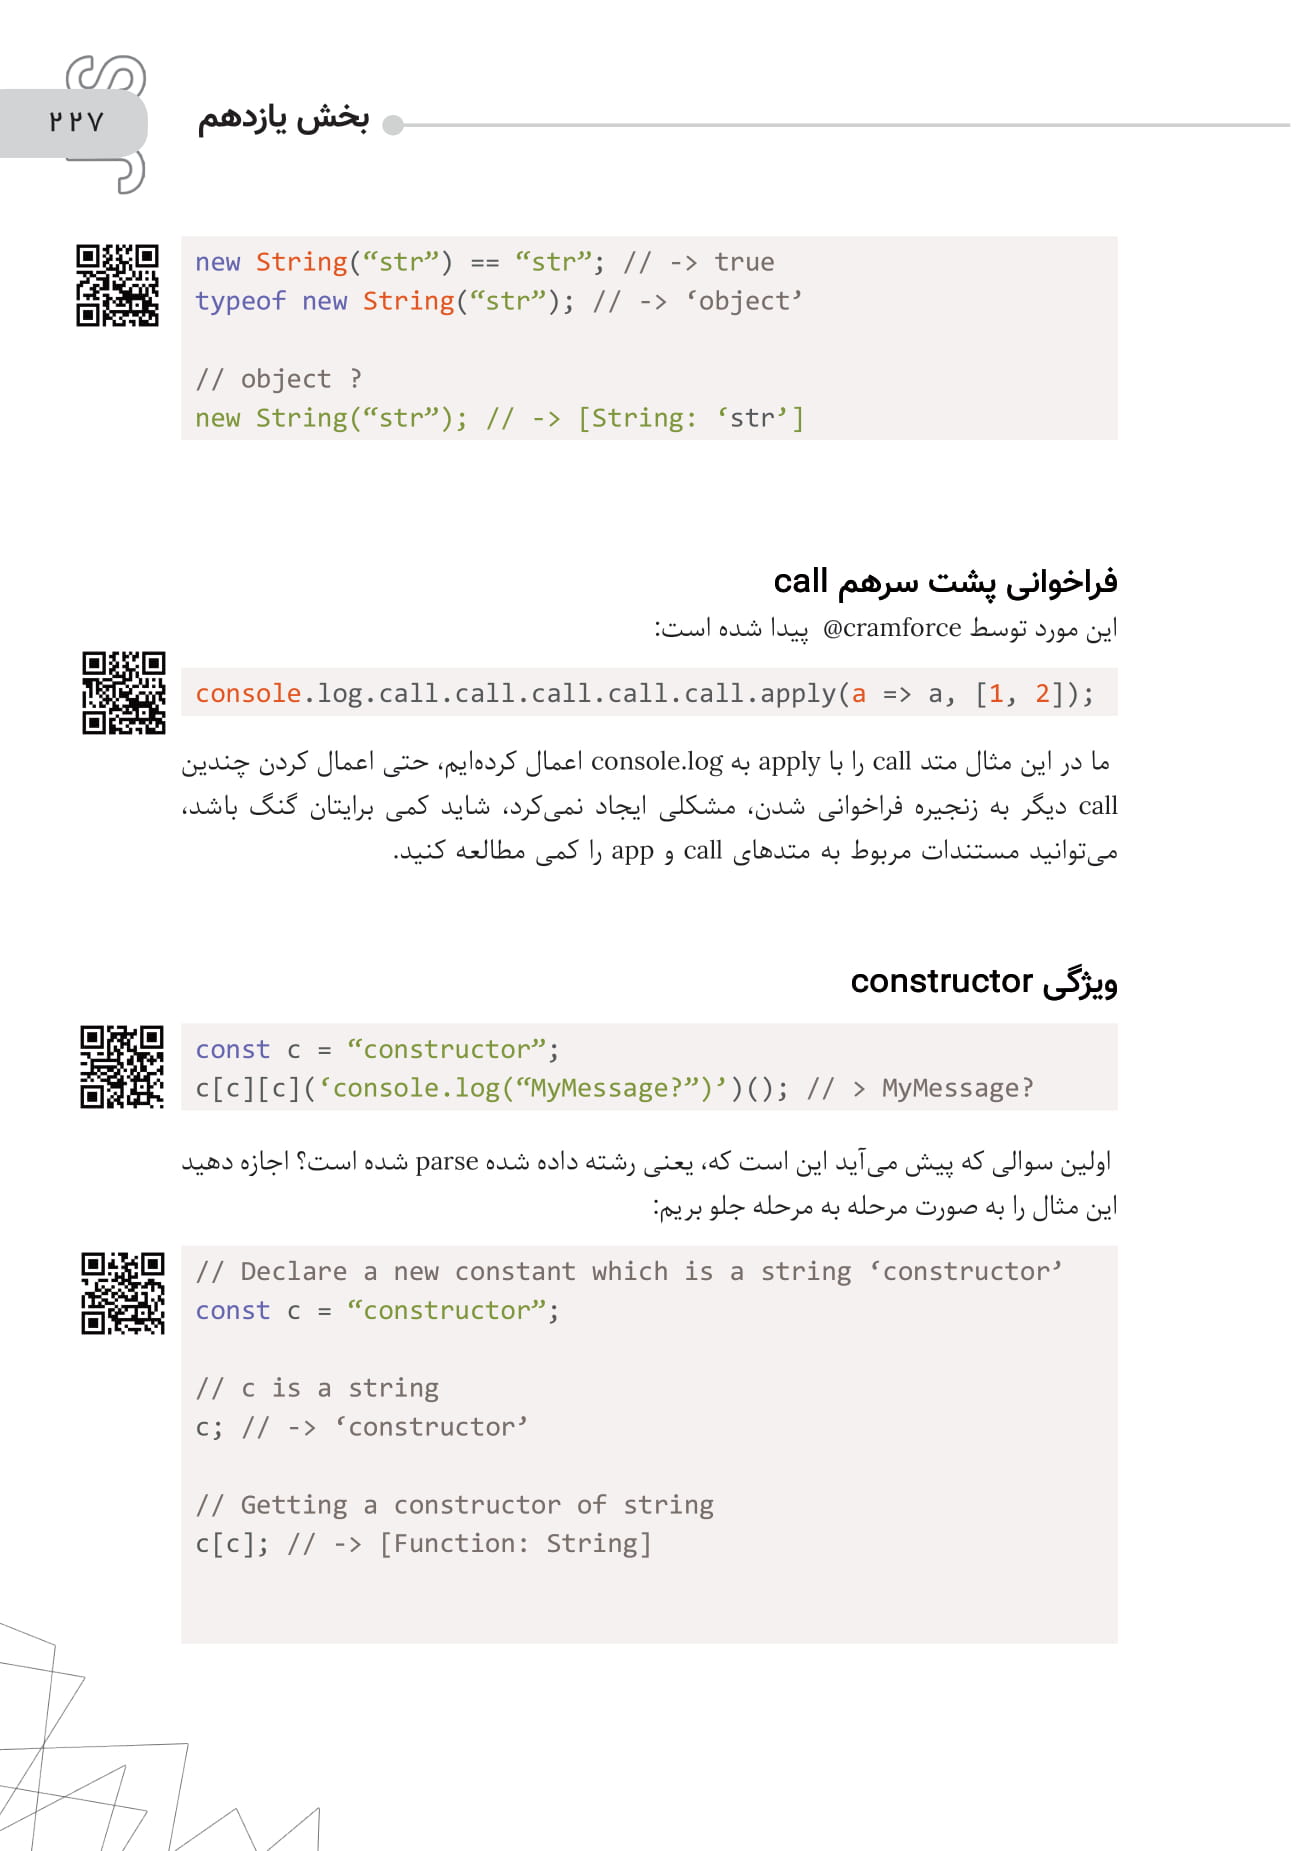 JS
۲۲۷
بخش یازدهم
new String(“str”) == “str”; // -> true
typeof new String(“str”); // -> ‘object’
// object ?
new String(“str”); // -> [String: ‘str’]
فراخوانی پشت سرهم call
این مورد توسط cramforce@ پیدا شده است:
console.log.call.call.call.call.call.apply(a => a, [1, 2]);
ما در این مثال متد call را با apply به console.log اعمال کرده‌ایم، حتی اعمال کردن چندین
call دیگر به زنجیره فراخوانی شدن، مشکلی ایجاد نمی‌کرد، شاید کمی برایتان گنگ باشد،
می‌توانید مستندات مربوط به متدهای call و app را کمی مطالعه کنید.
ویژگی constructor
const c = “constructor”;
c[c][c](‘console.log(“MyMessage?”)’)(); // > MyMessage?
اولین سوالی که پیش می‌آید این است که، یعنی رشته داده شده parse شده است؟ اجازه دهید
این مثال را به صورت مرحله به مرحله جلو بریم:
// Declare a new constant which is a string ‘constructor’
const c = “constructor”;
// c is a string
c; // -> ‘constructor’
// Getting a constructor of string
c[c]; // -> [Function: String]